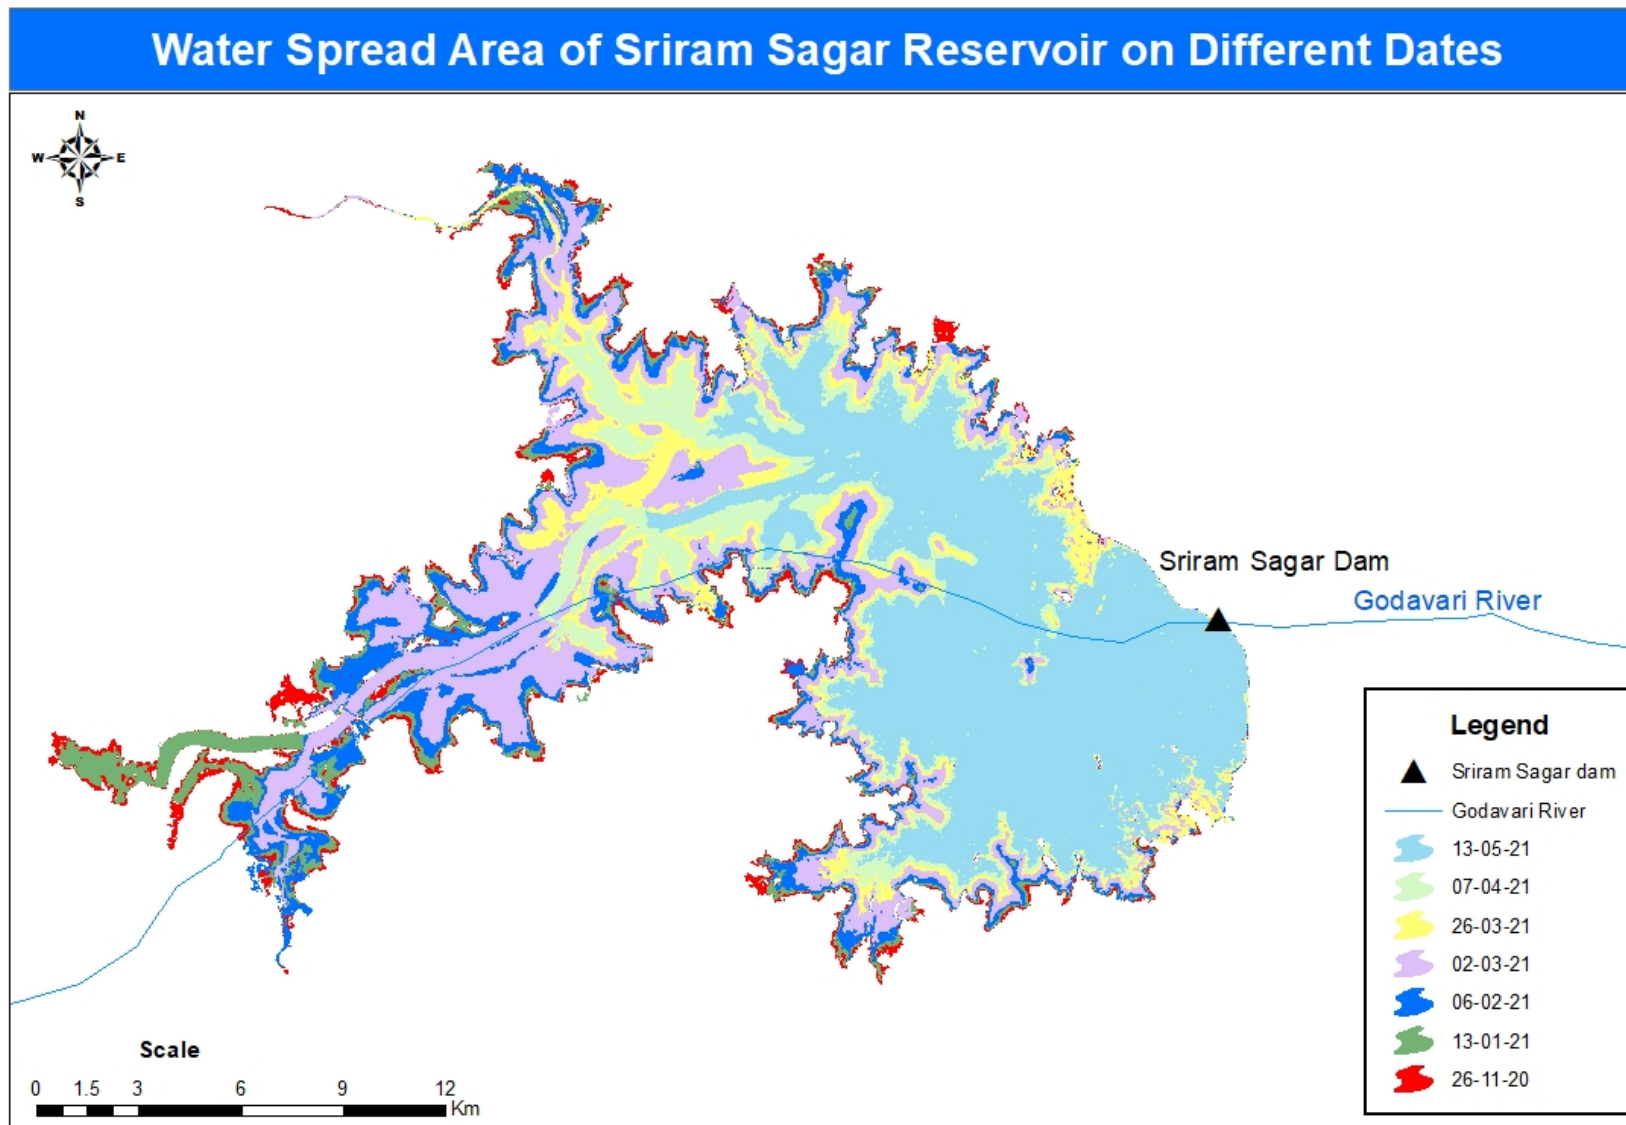 Water Spread Area of Sriram Sagar Reservoir on Different Dates
N
W E
S
Sriram Sagar Dam
Godavari River
Legend
Sriram Sagar dam
Godavari River
13-05-21
07-04-21
26-03-21
02-03-21
06-02-21
13-01-21
26-11-20
Scale
0 1.5 3 6 9 12
Km